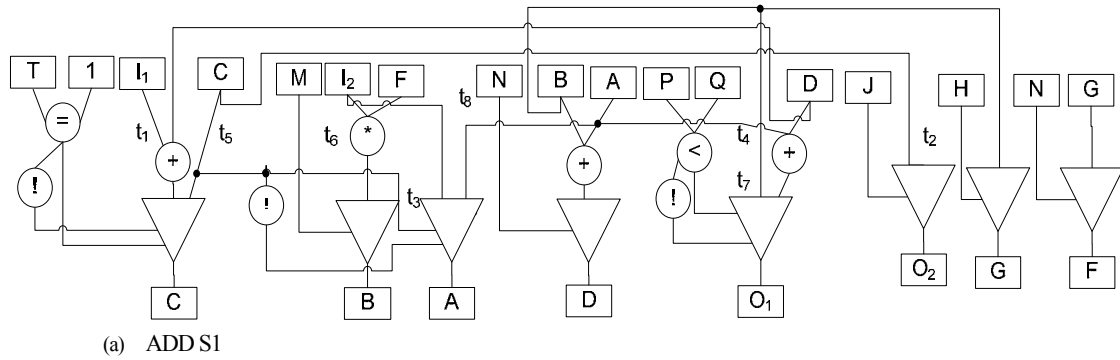 T 1 I1 C M I2 F N B A P Q D J H N G
= t1 t5 t6 * t8 < t4 + t2
! + ! t3 + ! t7
C B A D O1 O2 G F
(a) ADD S1